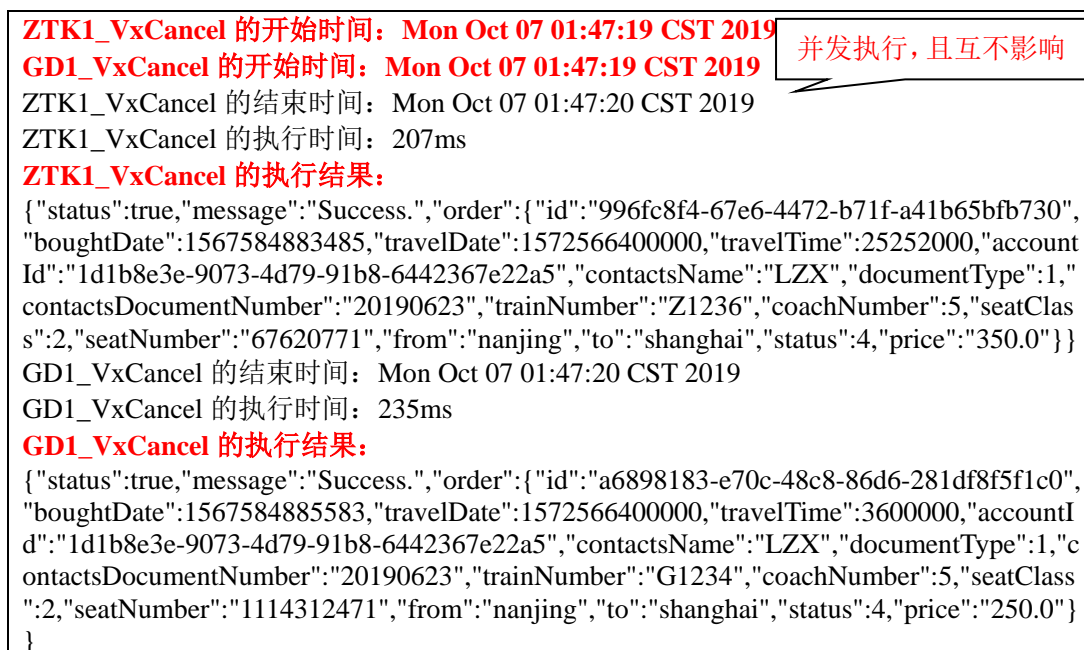 ZTK1_VxCancel 的开始时间：Mon Oct 07 01:47:19 CST 2019
并发执行，且互不影响
GD1_VxCancel 的开始时间：Mon Oct 07 01:47:19 CST 2019
ZTK1_VxCancel 的结束时间：Mon Oct 07 01:47:20 CST 2019
ZTK1_VxCancel 的执行时间：207ms
ZTK1_VxCancel 的执行结果：
{"status":true,"message":"Success.","order":{"id":"996fc8f4-67e6-4472-b71f-a41b65bfb730",
"boughtDate":1567584883485,"travelDate":1572566400000,"travelTime":25252000,"account
Id":"1d1b8e3e-9073-4d79-91b8-6442367e22a5","contactsName":"LZX","documentType":1,"
contactsDocumentNumber":"20190623","trainNumber":"Z1236","coachNumber":5,"seatClas
s":2,"seatNumber":"67620771","from":"nanjing","to":"shanghai","status":4,"price":"350.0"}}
GD1_VxCancel 的结束时间：Mon Oct 07 01:47:20 CST 2019
GD1_VxCancel 的执行时间：235ms
GD1_VxCancel 的执行结果：
{"status":true,"message":"Success.","order":{"id":"a6898183-e70c-48c8-86d6-281df8f5f1c0",
"boughtDate":1567584885583,"travelDate":1572566400000,"travelTime":3600000,"accountI
d":"1d1b8e3e-9073-4d79-91b8-6442367e22a5","contactsName":"LZX","documentType":1,"c
ontactsDocumentNumber":"20190623","trainNumber":"G1234","coachNumber":5,"seatClass
":2,"seatNumber":"1114312471","from":"nanjing","to":"shanghai","status":4,"price":"250.0"}
}